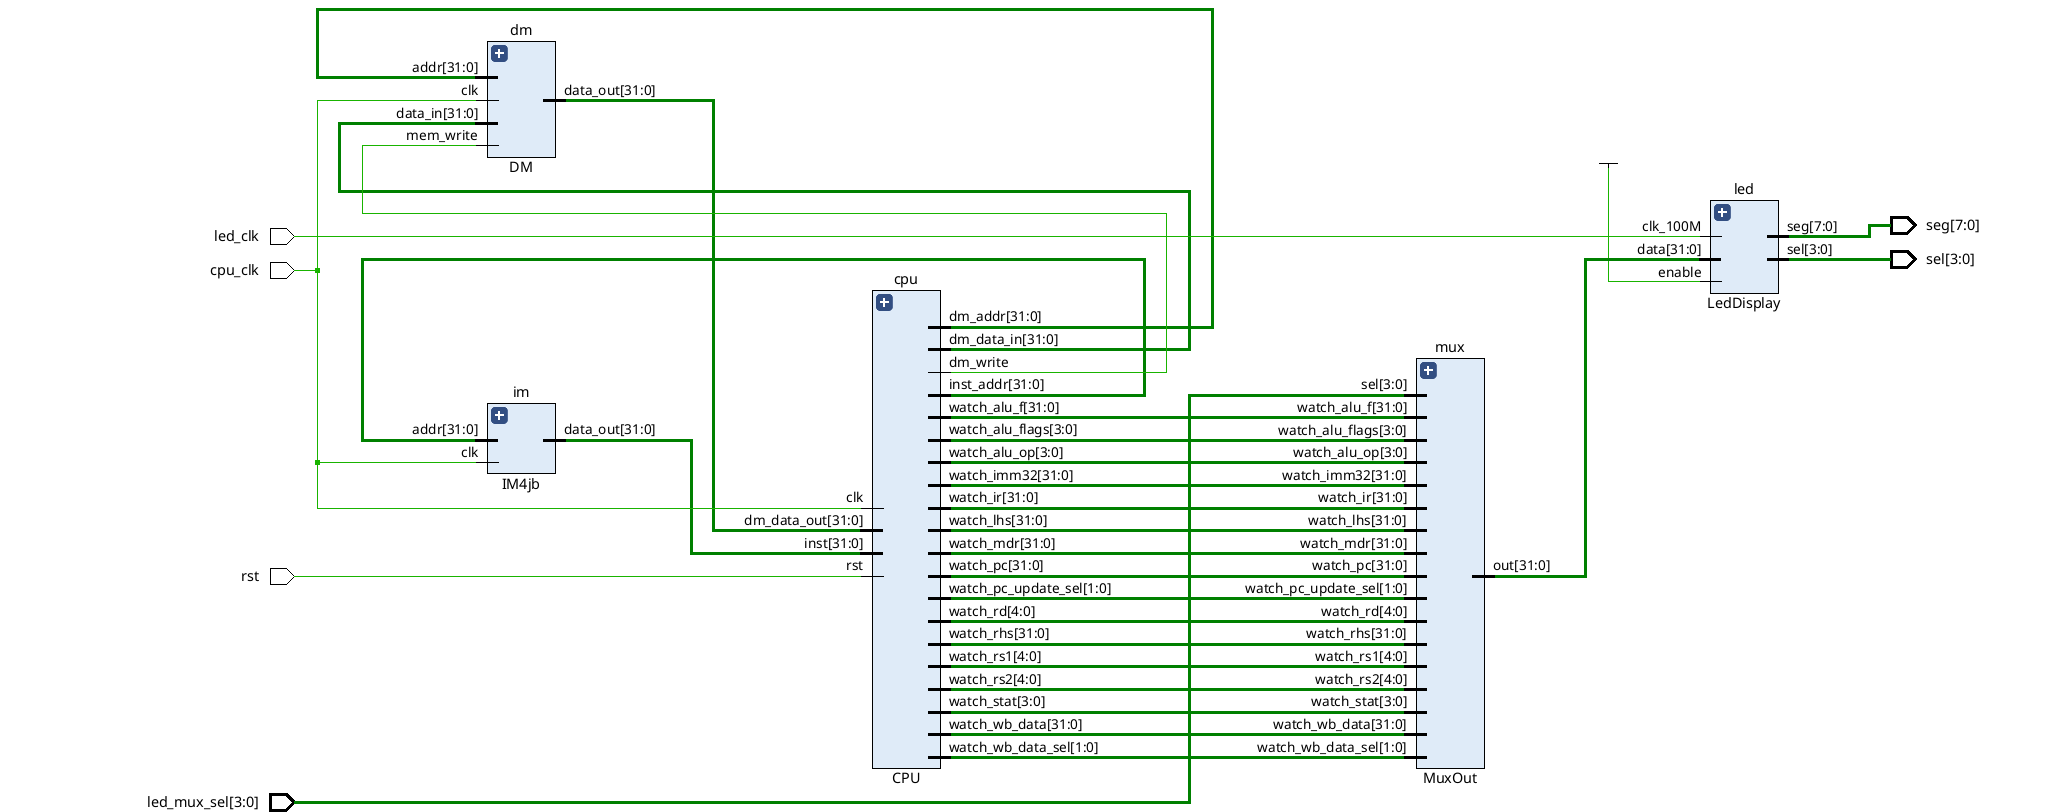 dm
addr[31:0]
clk
data_in[31:0]
mem_write
data_out[31:0]
DM
led_clk
cpu_clk
rst
led_mux_sel[3:0]
im
addr[31:0]
clk
data_out[31:0]
IM4jb
cpu
clk
dm_data_out[31:0]
inst[31:0]
rst
dm_addr[31:0]
dm_data_in[31:0]
dm_write
inst_addr[31:0]
watch_alu_f[31:0]
watch_alu_flags[3:0]
watch_alu_op[3:0]
watch_imm32[31:0]
watch_ir[31:0]
watch_lhs[31:0]
watch_mdr[31:0]
watch_pc[31:0]
watch_pc_update_sel[1:0]
watch_rd[4:0]
watch_rhs[31:0]
watch_rs1[4:0]
watch_rs2[4:0]
watch_stat[3:0]
watch_wb_data[31:0]
watch_wb_data_sel[1:0]
CPU
mux
sel[3:0]
watch_alu_f[31:0]
watch_alu_flags[3:0]
watch_alu_op[3:0]
watch_imm32[31:0]
watch_ir[31:0]
watch_lhs[31:0]
watch_mdr[31:0]
watch_pc[31:0]
watch_pc_update_sel[1:0]
watch_rd[4:0]
watch_rhs[31:0]
watch_rs1[4:0]
watch_rs2[4:0]
watch_stat[3:0]
watch_wb_data[31:0]
watch_wb_data_sel[1:0]
out[31:0]
MuxOut
led
clk_100M
data[31:0]
enable
seg[7:0]
sel[3:0]
LedDisplay
seg[7:0]
sel[3:0]